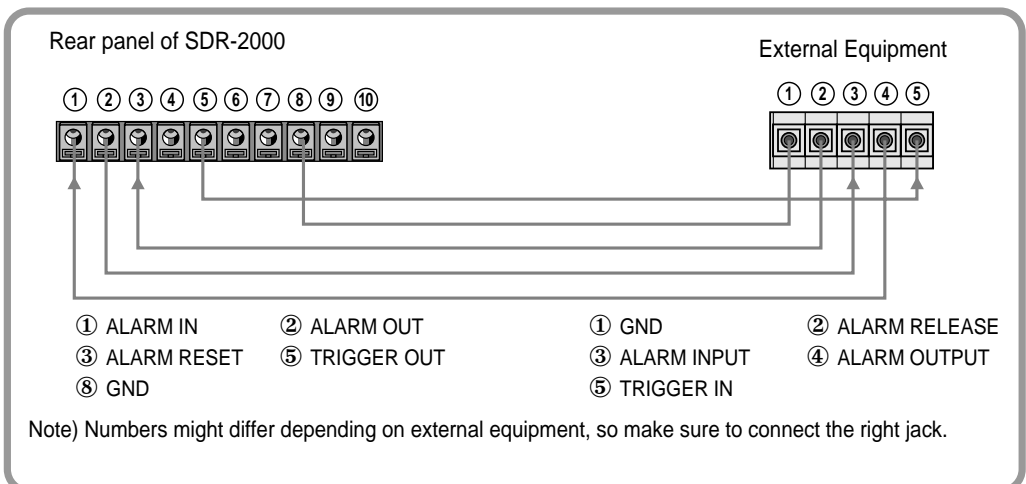 Rear panel of SDR-2000
External Equipment
① ② ③ ④ ⑤ ⑥ ⑦ ⑧ ⑨ ⑩
① ② ③ ④ ⑤
① ALARM IN ② ALARM OUT ① GND ② ALARM RELEASE
③ ALARM RESET ⑤ TRIGGER OUT ③ ALARM INPUT ④ ALARM OUTPUT
⑧ GND ⑤ TRIGGER IN
Note) Numbers might differ depending on external equipment, so make sure to connect the right jack.